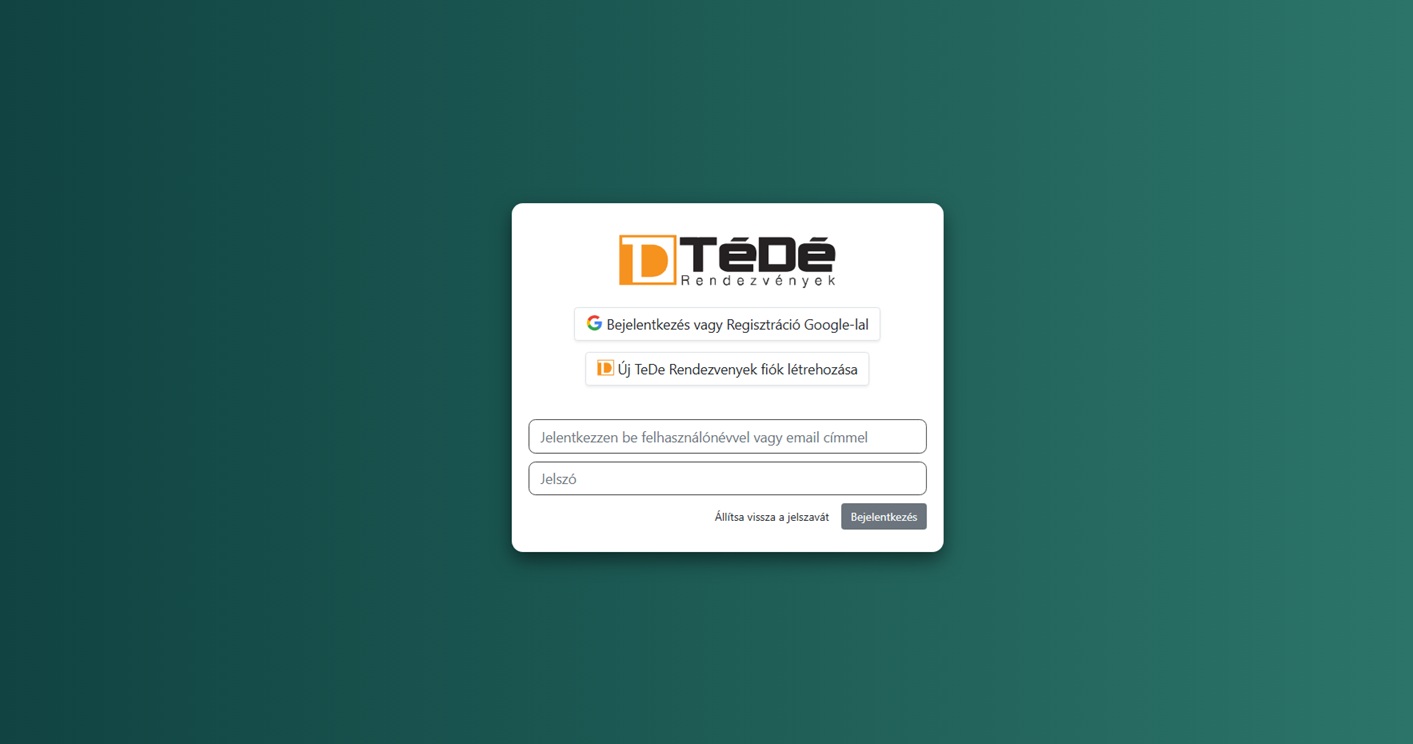 TéDé
Rendezvények
Bejelentkezés vagy Regisztráció Google-lal
Új TeDe Rendezvenyek fiók létrehozása
Jelentkezzen be felhasználónévvel vagy email címmel
Jelszó
Állítsa vissza a jelszavát Bejelentkezés